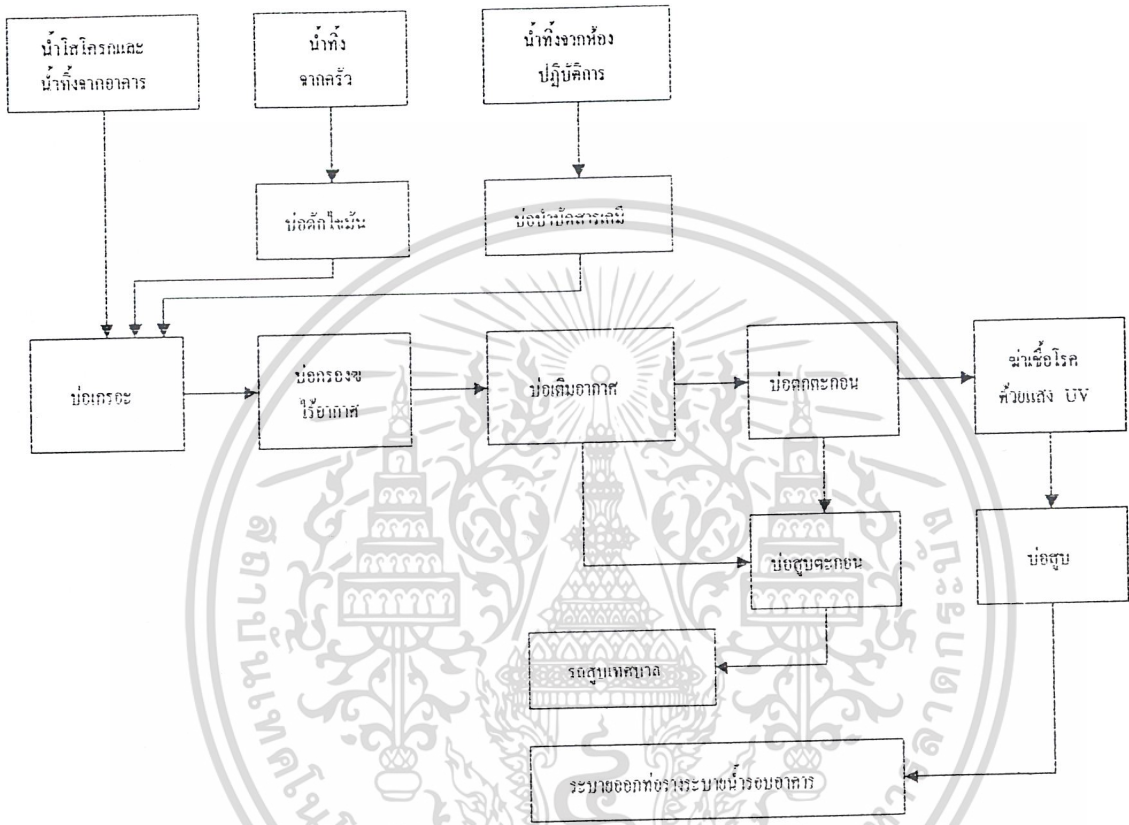 น้ำโสโครกและ
น้ำทิ้งจากอาคาร
น้ำทิ้ง
จากครัว
น้ำทิ้งจากห้อง
ปฏิบัติการ
บ่อดักไขมัน
บ่อบำบัดสารเคมี
บ่อเกรอะ
บ่อกรองฃ
ไร้อากาศ
บ่อเติมอากาศ
บ่อตกตะกอน
ฆ่าเชื้อโรค
ด้วยแสง UV
บ่อสูบตะกอน
บ่อสูบ
รถสูบเทศบาล
ระบายออกท่อรางระบายน้ำรอบอาคาร